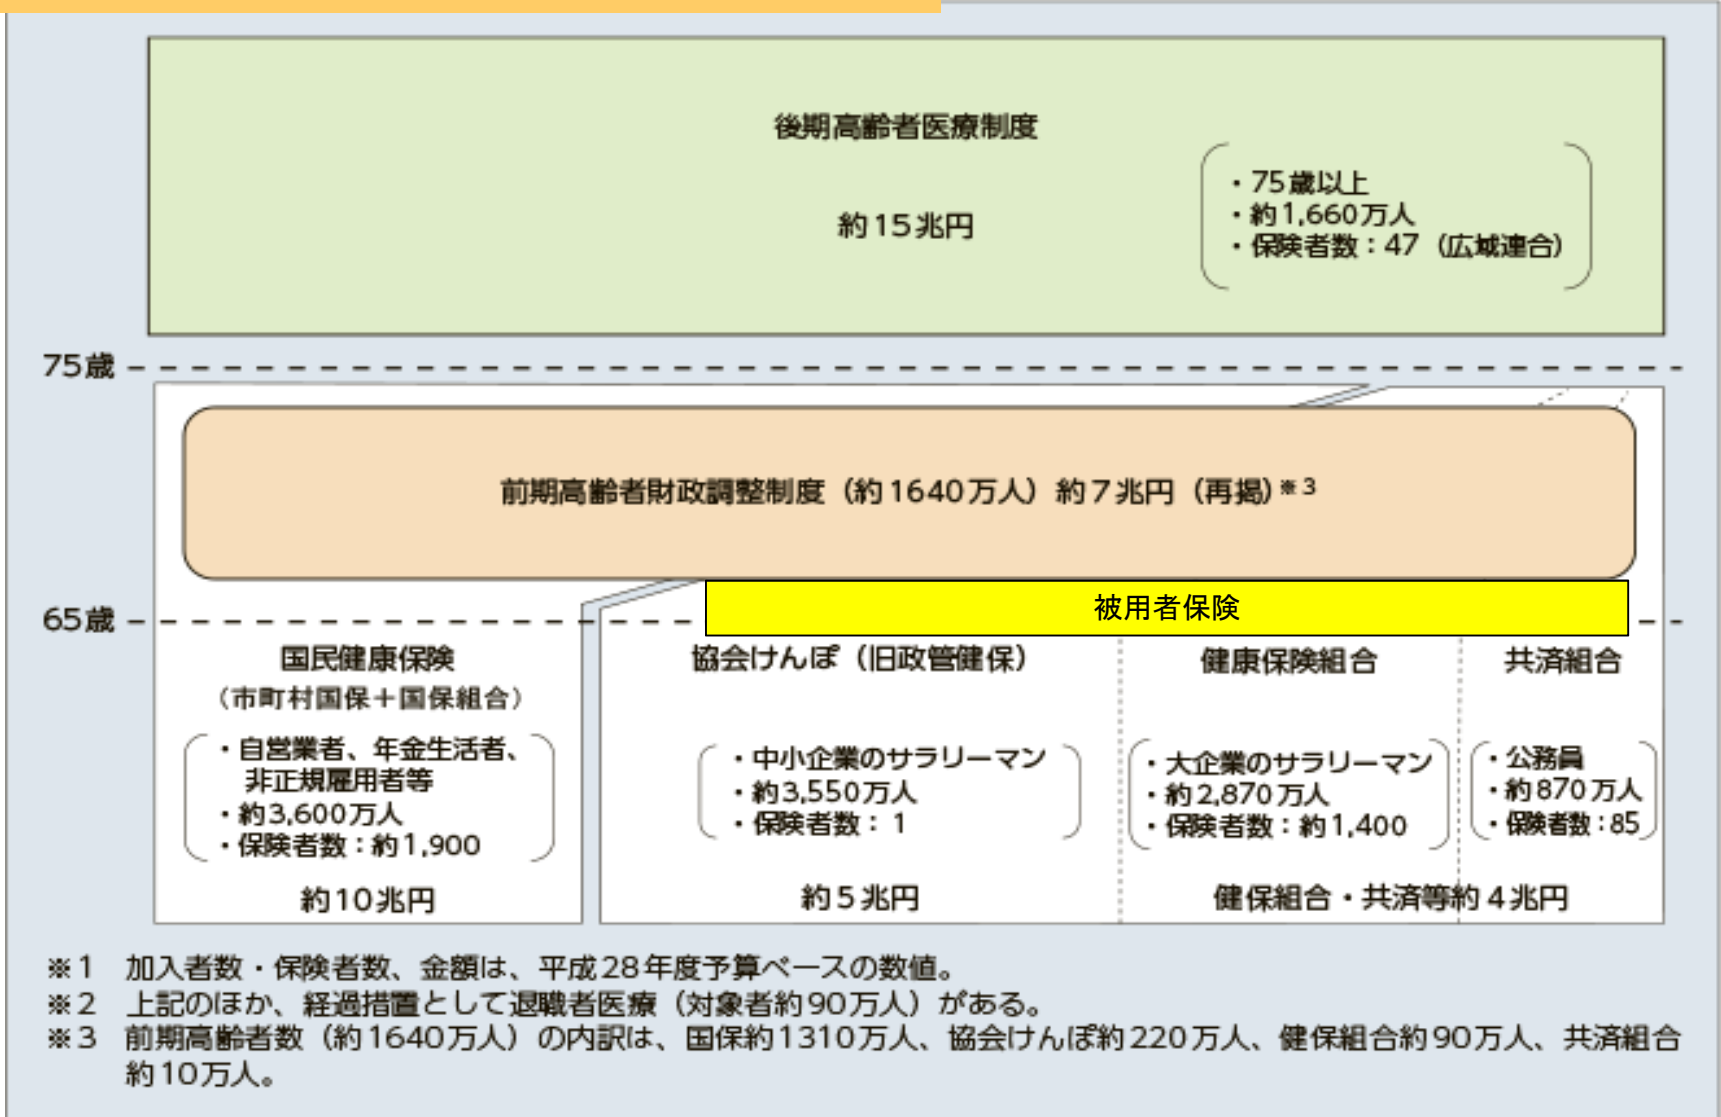 後期高齢者医療制度
約15兆円
・75歳以上
・約1,660万人
・保険者数：47（広域連合）
75歳
前期高齢者財政調整制度（約1640万人）約７兆円（再掲）※3
65歳
被用者保険
国民健康保険
（市町村国保＋国保組合）
・自営業者、年金生活者、
非正規雇用者等
・約3,600万人
・保険者数：約1,900
約10兆円
協会けんぽ（旧政管健保）
・中小企業のサラリーマン
・約3,550万人
・保険者数：１
約５兆円
健康保険組合
・大企業のサラリーマン
・約2,870万人
・保険者数：約1,400
共済組合
・公務員
・約870万人
・保険者数：85
健保組合・共済等約４兆円
※1　加入者数・保険者数、金額は、平成28年度予算ベースの数値。
※2　上記のほか、経過措置として退職者医療（対象者約90万人）がある。
※3　前期高齢者数（約1640万人）の内訳は、国保約1310万人、協会けんぽ約220万人、健保組合約90万人、共済組合
約10万人。